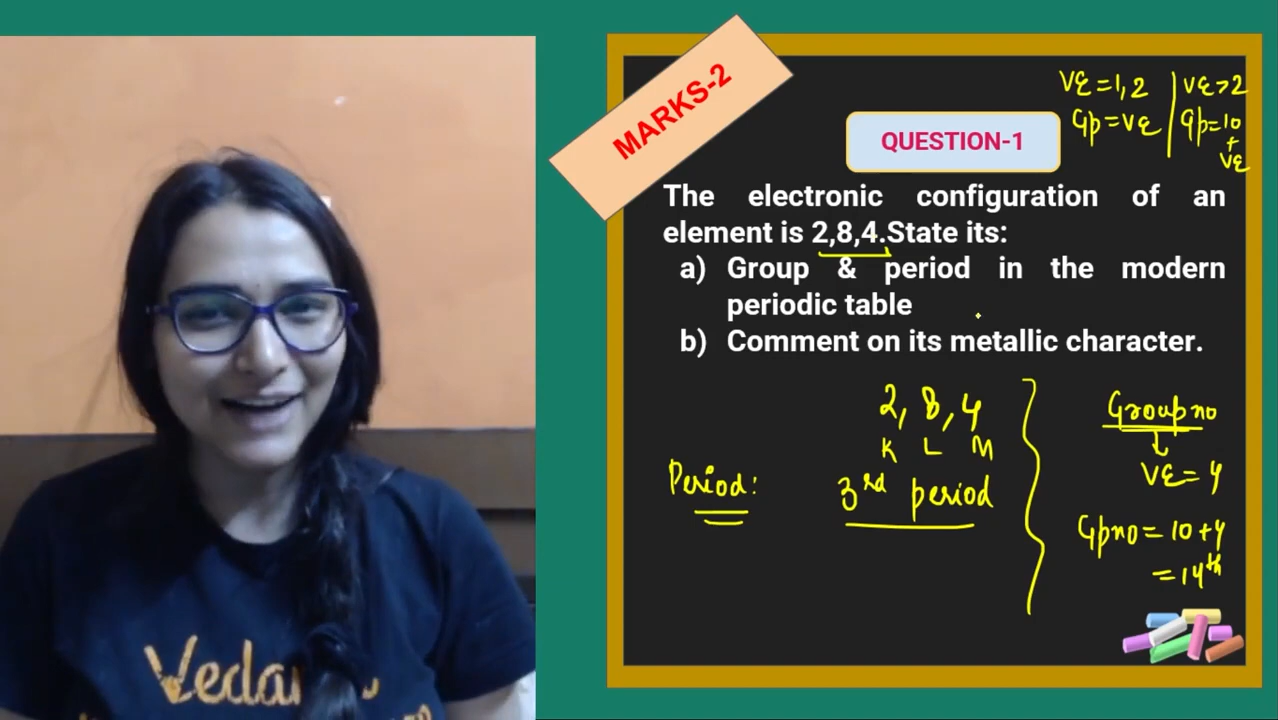 MARKS-2
VE = 1, 2 | VE > 2
Gp = VE | Gp = 10 + VE
QUESTION-1
The electronic configuration of an
element is 2,8,4.State its:
a) Group & period in the modern
periodic table
b) Comment on its metallic character.
2, 8, 4
K L M
Period: 3rd period
Group no
↓
VE = 4
Gp no = 10 + 4
= 14th